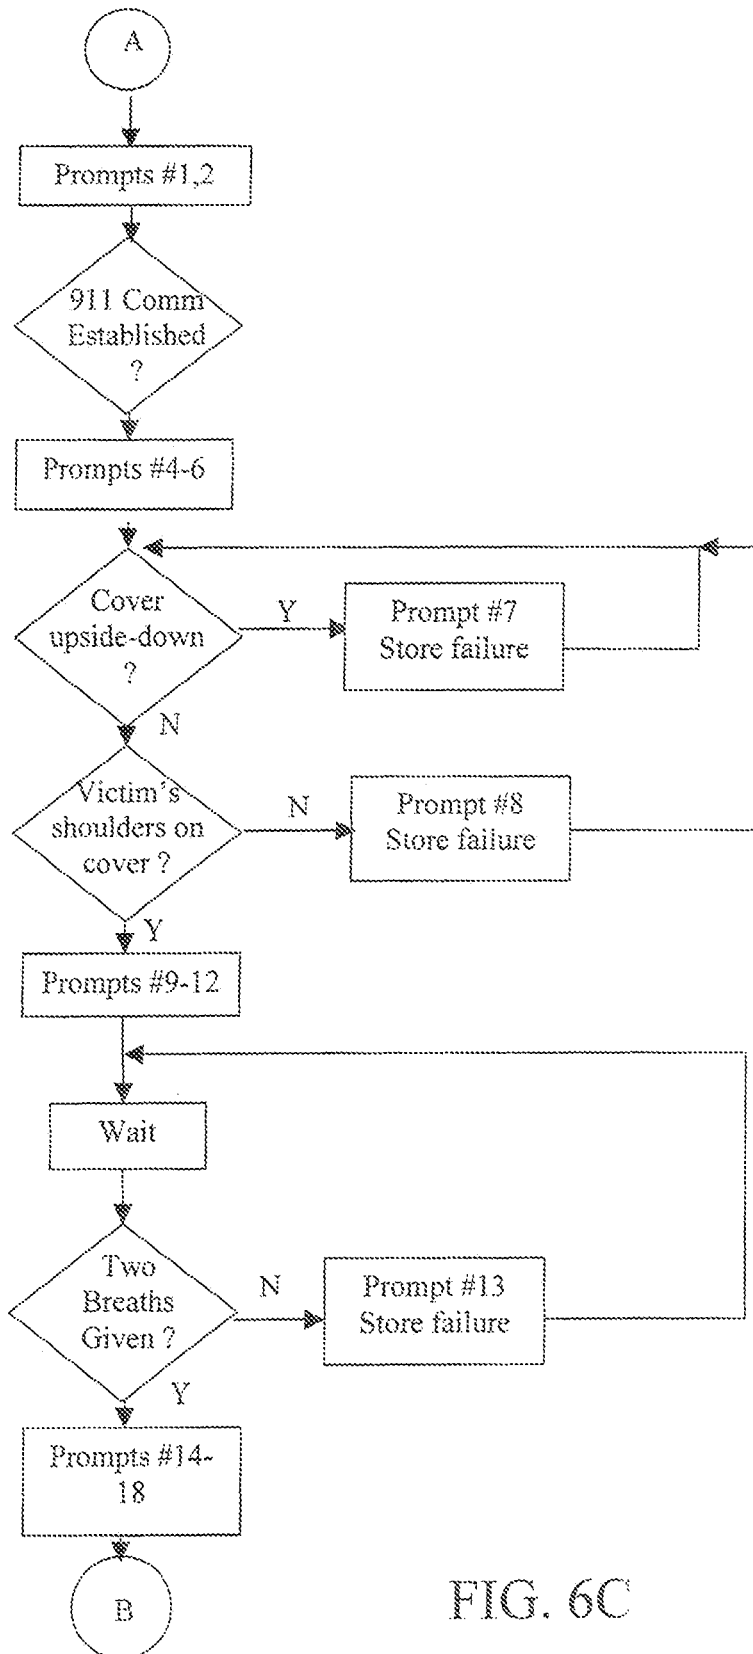 A
Prompts #1,2
911 Comm
Established
?
Prompts #4-6
Cover
upside-down
?
Y
Prompt #7
Store failure
N
Victim's
shoulders on
cover ?
N
Prompt #8
Store failure
Y
Prompts #9-12
Wait
Two
Breaths
Given ?
N
Prompt #13
Store failure
Y
Prompts #14-
18
B
FIG. 6C